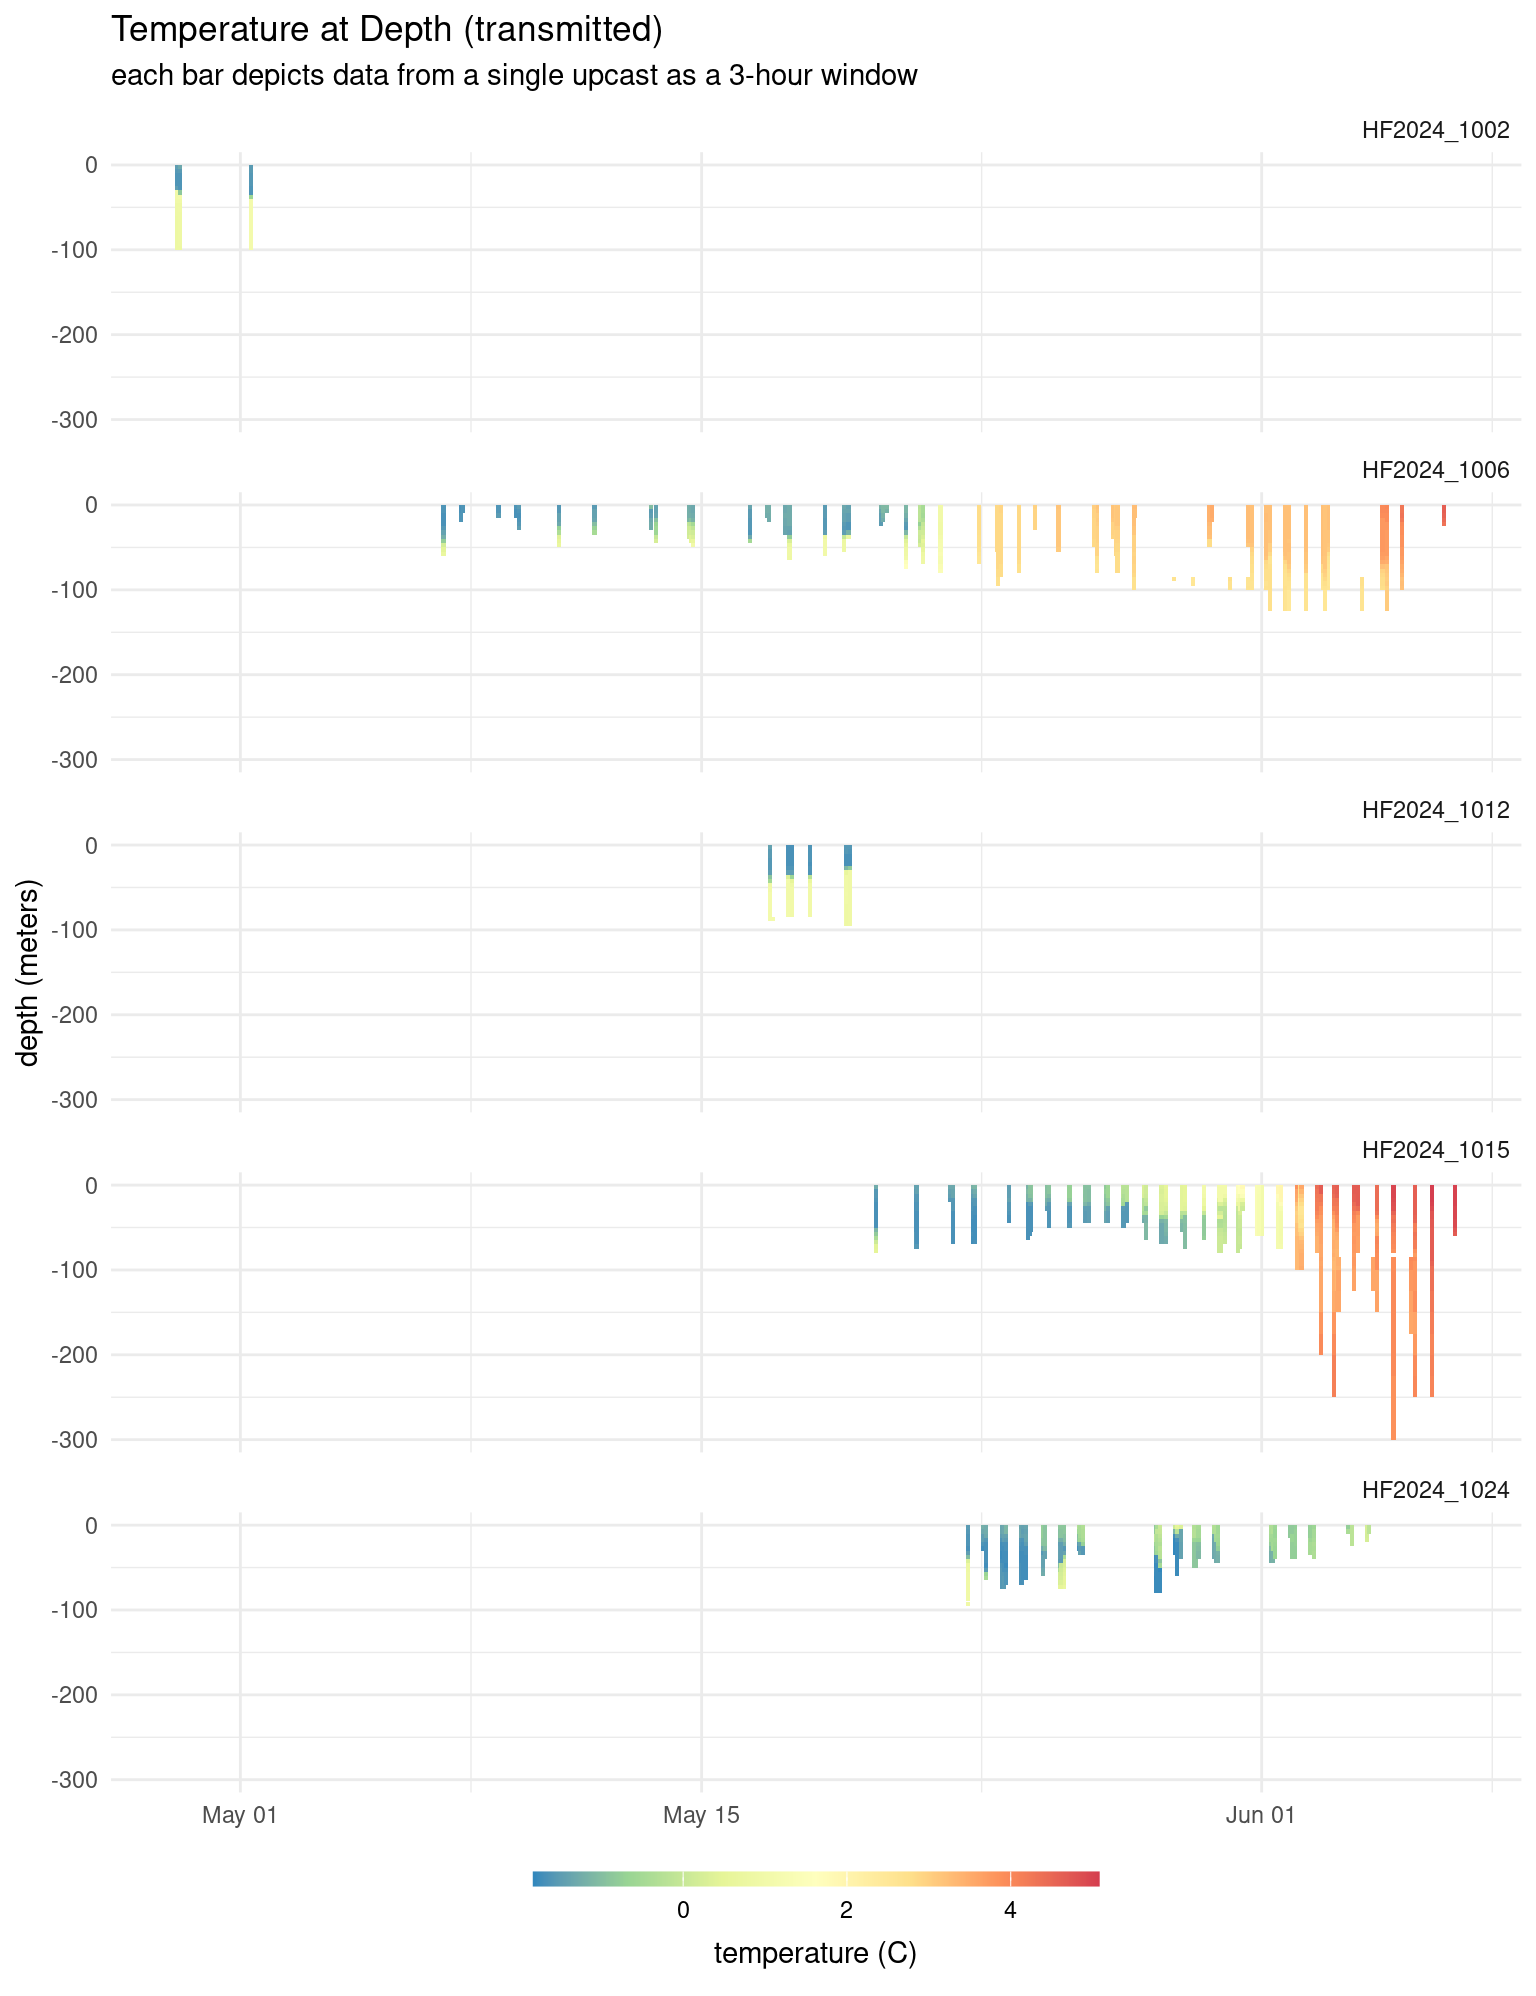 Temperature at Depth (transmitted)
each bar depicts data from a single upcast as a 3-hour window
HF2024_1002
0
-100
-200
-300
HF2024_1006
0
-100
-200
-300
HF2024_1012
0
-100
-200
-300
depth (meters)
HF2024_1015
0
-100
-200
-300
HF2024_1024
0
-100
-200
-300
May 01 May 15 Jun 01
0 2 4
temperature (C)